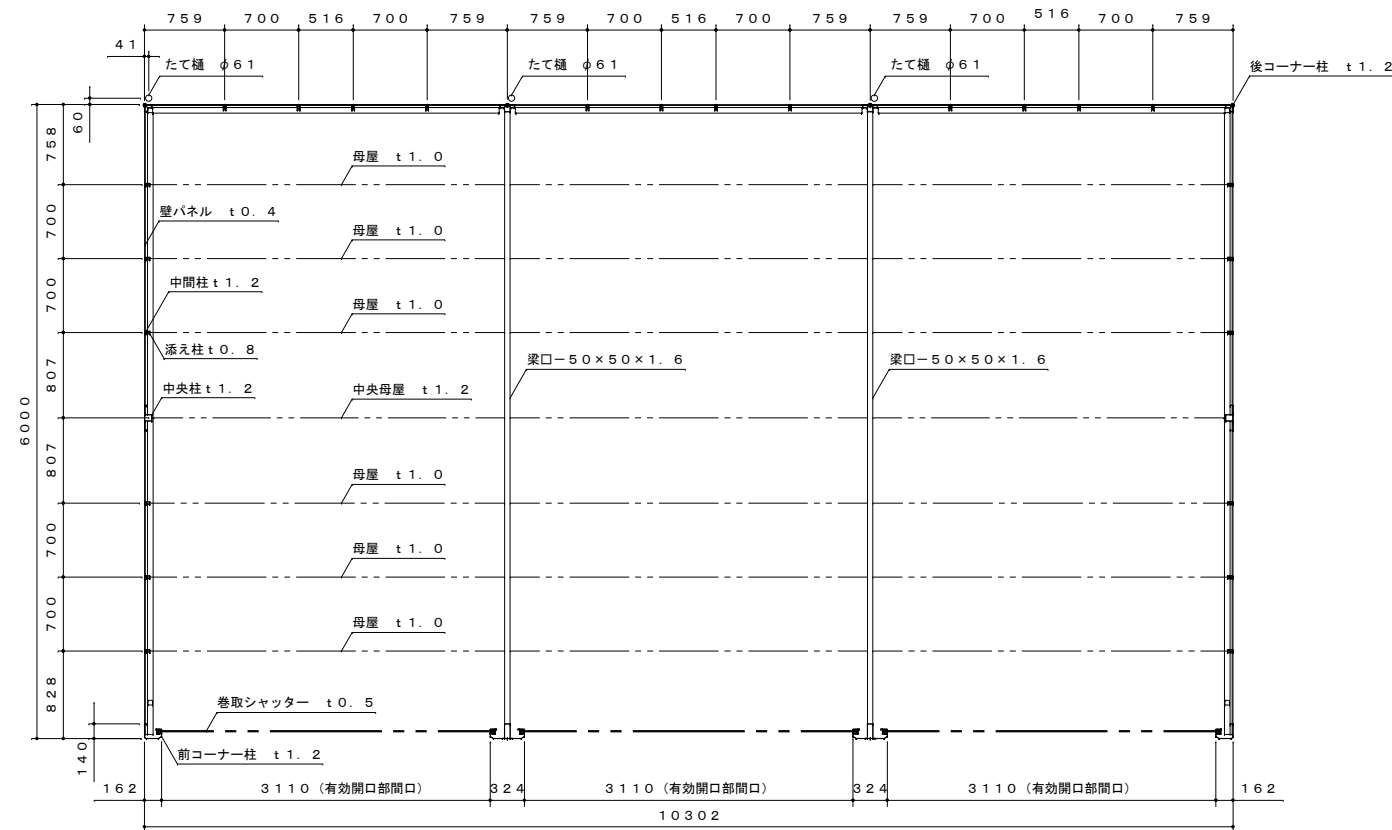 ７５９　７００　５１６　７００　７５９　７５９　７００　５１６　７００　７５９　７５９　７００　５１６　７００　７５９
４１
たて樋　φ６１　たて樋　φ６１　たて樋　φ６１
後コーナー柱　ｔ１．２
６０
７５８
母屋　ｔ１．０
壁パネル　ｔ０．４
７００
母屋　ｔ１．０
中間柱ｔ１．２
７００
母屋　ｔ１．０
添え柱ｔ０．８
梁口－５０×５０×１．６　梁口－５０×５０×１．６
８０７
中央柱ｔ１．２　中央母屋　ｔ１．２
６０００
８０７
母屋　ｔ１．０
７００
母屋　ｔ１．０
７００
母屋　ｔ１．０
８２８
巻取シャッター　ｔ０．５
１４０
前コーナー柱　ｔ１．２
１６２　３１１０（有効開口部間口）　３２４　３１１０（有効開口部間口）　３２４　３１１０（有効開口部間口）　１６２
１０３０２